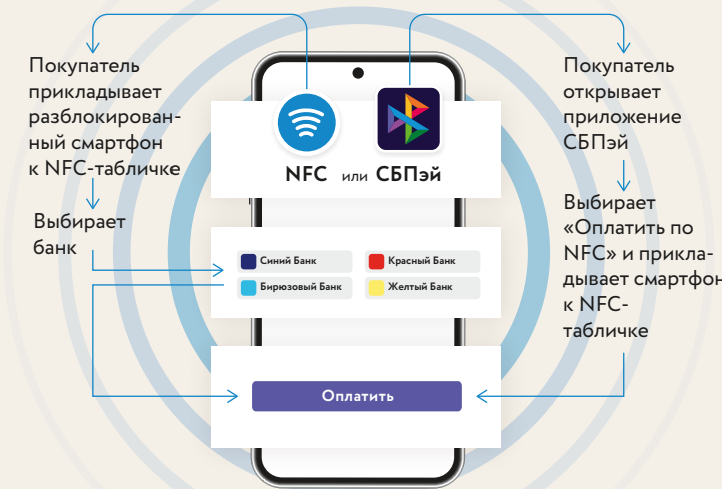 Покупатель
прикладывает
разблокирован-
ный смартфон
к NFC-табличке
Выбирает
банк
NFC или СБПэй
Синий Банк
Красный Банк
Бирюзовый Банк
Желтый Банк
Оплатить
Покупатель
открывает
приложение
СБПэй
Выбирает
«Оплатить по
NFC» и прикла-
дывает смартфон
к NFC-
табличке